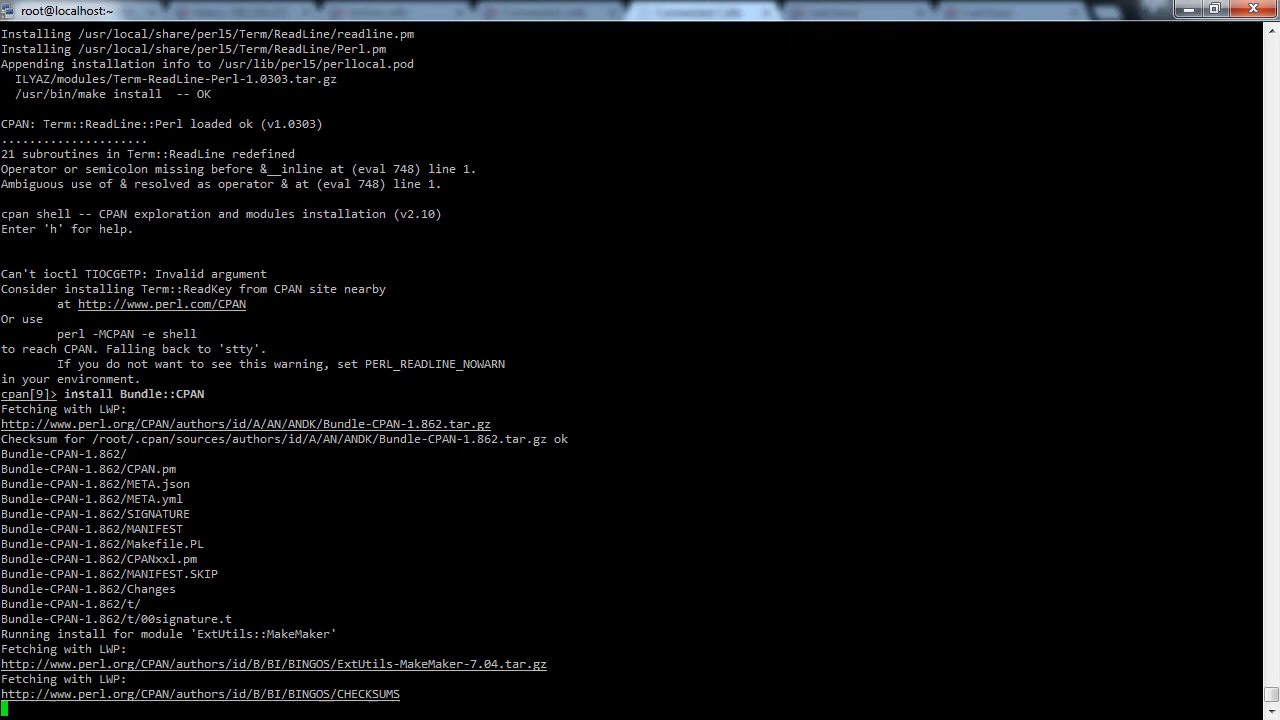 root@localhost:~
Installing /usr/local/share/perl5/Term/ReadLine/readline.pm
Installing /usr/local/share/perl5/Term/ReadLine/Perl.pm
Appending installation info to /usr/lib/perl5/perllocal.pod
  ILYAZ/modules/Term-ReadLine-Perl-1.0303.tar.gz
  /usr/bin/make install  -- OK
CPAN: Term::ReadLine::Perl loaded ok (v1.0303)
.....................
21 subroutines in Term::ReadLine redefined
Operator or semicolon missing before &__inline at (eval 748) line 1.
Ambiguous use of & resolved as operator & at (eval 748) line 1.
cpan shell -- CPAN exploration and modules installation (v2.10)
Enter 'h' for help.
Can't ioctl TIOCGETP: Invalid argument
Consider installing Term::ReadKey from CPAN site nearby
        at http://www.perl.com/CPAN
Or use
        perl -MCPAN -e shell
to reach CPAN. Falling back to 'stty'.
        If you do not want to see this warning, set PERL_READLINE_NOWARN
in your environment.
cpan[9]> install Bundle::CPAN
Fetching with LWP:
http://www.perl.org/CPAN/authors/id/A/AN/ANDK/Bundle-CPAN-1.862.tar.gz
Checksum for /root/.cpan/sources/authors/id/A/AN/ANDK/Bundle-CPAN-1.862.tar.gz ok
Bundle-CPAN-1.862/
Bundle-CPAN-1.862/CPAN.pm
Bundle-CPAN-1.862/META.json
Bundle-CPAN-1.862/META.yml
Bundle-CPAN-1.862/SIGNATURE
Bundle-CPAN-1.862/MANIFEST
Bundle-CPAN-1.862/Makefile.PL
Bundle-CPAN-1.862/CPANxxl.pm
Bundle-CPAN-1.862/MANIFEST.SKIP
Bundle-CPAN-1.862/Changes
Bundle-CPAN-1.862/t/
Bundle-CPAN-1.862/t/00signature.t
Running install for module 'ExtUtils::MakeMaker'
Fetching with LWP:
http://www.perl.org/CPAN/authors/id/B/BI/BINGOS/ExtUtils-MakeMaker-7.04.tar.gz
Fetching with LWP:
http://www.perl.org/CPAN/authors/id/B/BI/BINGOS/CHECKSUMS